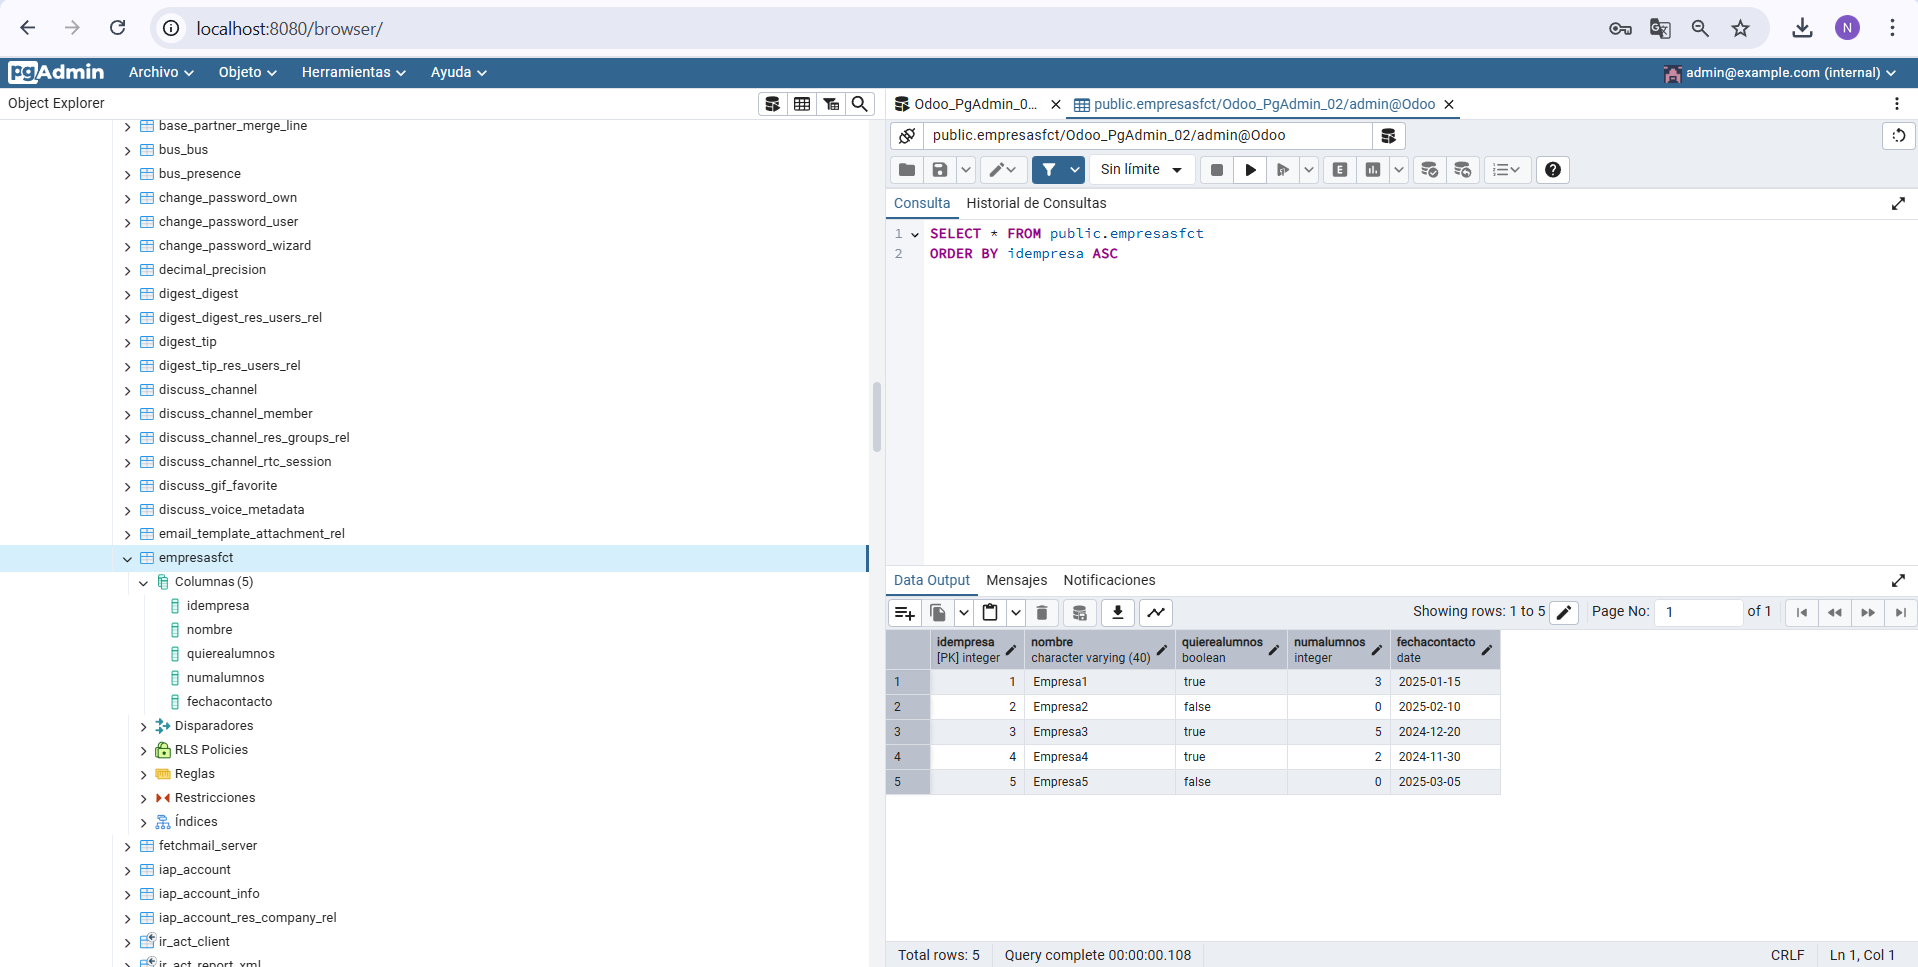 localhost:8080/browser/
N
pgAdmin Archivo Objeto Herramientas Ayuda admin@example.com (internal)
Object Explorer
base_partner_merge_line
bus_bus
bus_presence
change_password_own
change_password_user
change_password_wizard
decimal_precision
digest_digest
digest_digest_res_users_rel
digest_tip
digest_tip_res_users_rel
discuss_channel
discuss_channel_member
discuss_channel_res_groups_rel
discuss_channel_rtc_session
discuss_gif_favorite
discuss_voice_metadata
email_template_attachment_rel
empresasfct
Columnas (5)
idempresa
nombre
quierealumnos
numalumnos
fechacontacto
Disparadores
RLS Policies
Reglas
Restricciones
Índices
fetchmail_server
iap_account
iap_account_info
iap_account_res_company_rel
ir_act_client
ir_act_report_xml
Odoo_PgAdmin_0... public.empresasfct/Odoo_PgAdmin_02/admin@Odoo
public.empresasfct/Odoo_PgAdmin_02/admin@Odoo
Sin límite E
Consulta Historial de Consultas
1 SELECT * FROM public.empresasfct
2 ORDER BY idempresa ASC
Data Output Mensajes Notificaciones
Showing rows: 1 to 5 Page No: 1 of 1
idempresa nombre quierealumnos numalumnos fechacontacto
[PK] integer character varying (40) boolean integer date
1 1 Empresa1 true 3 2025-01-15
2 2 Empresa2 false 0 2025-02-10
3 3 Empresa3 true 5 2024-12-20
4 4 Empresa4 true 2 2024-11-30
5 5 Empresa5 false 0 2025-03-05
Total rows: 5 Query complete 00:00:00.108 CRLF Ln 1, Col 1